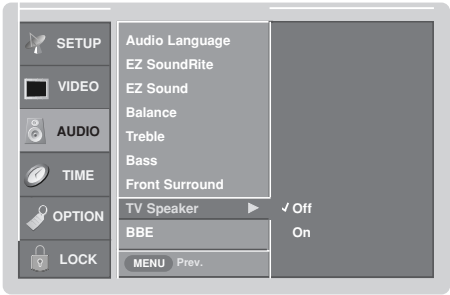 SETUP
VIDEO
AUDIO
TIME
OPTION
LOCK
Audio Language
EZ SoundRite
EZ Sound
Balance
Treble
Bass
Front Surround
TV Speaker ▶
BBE
MENU Prev.
✓ Off
On